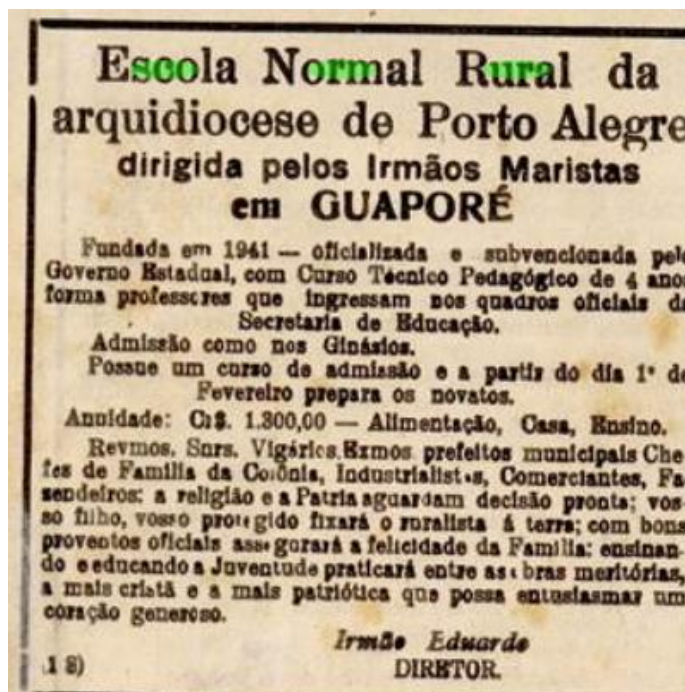 Escola Normal Rural da
arquidiocese de Porto Alegre
dirigida pelos Irmãos Maristas
em GUAPORÉ
Fundada em 1941 — oficializada e subvencionada pelo
Governo Estadual, com Curso Técnico Pedagógico de 4 anos
forma professores que ingressam nos quadros oficiais da
Secretaria de Educação.
Admissão como nos Ginásios.
Possue um curso de admissão e a partir do dia 1º de
Fevereiro prepara os novatos.
Anuidade: Cr$. 1.300,00 — Alimentação, Casa, Ensino.
Revmos. Snrs. Vigários, Exmos prefeitos municipais Che-
fes de Familia da Colônia, Industrialistas, Comerciantes, Fa
sendeiros: a religião e a Patria aguardam decisão pronta; vos-
so filho, vosso protegido fixará o ruralista á terra; com bons
proventos oficiais assegurará a felicidade da Familia: ensinan-
do e educando a Juventude praticará entre as obras meritórias,
a mais cristã e a mais patriótica que possa entusiasmar um
coração generoso.
Irmão Eduardo
DIRETOR.
18)